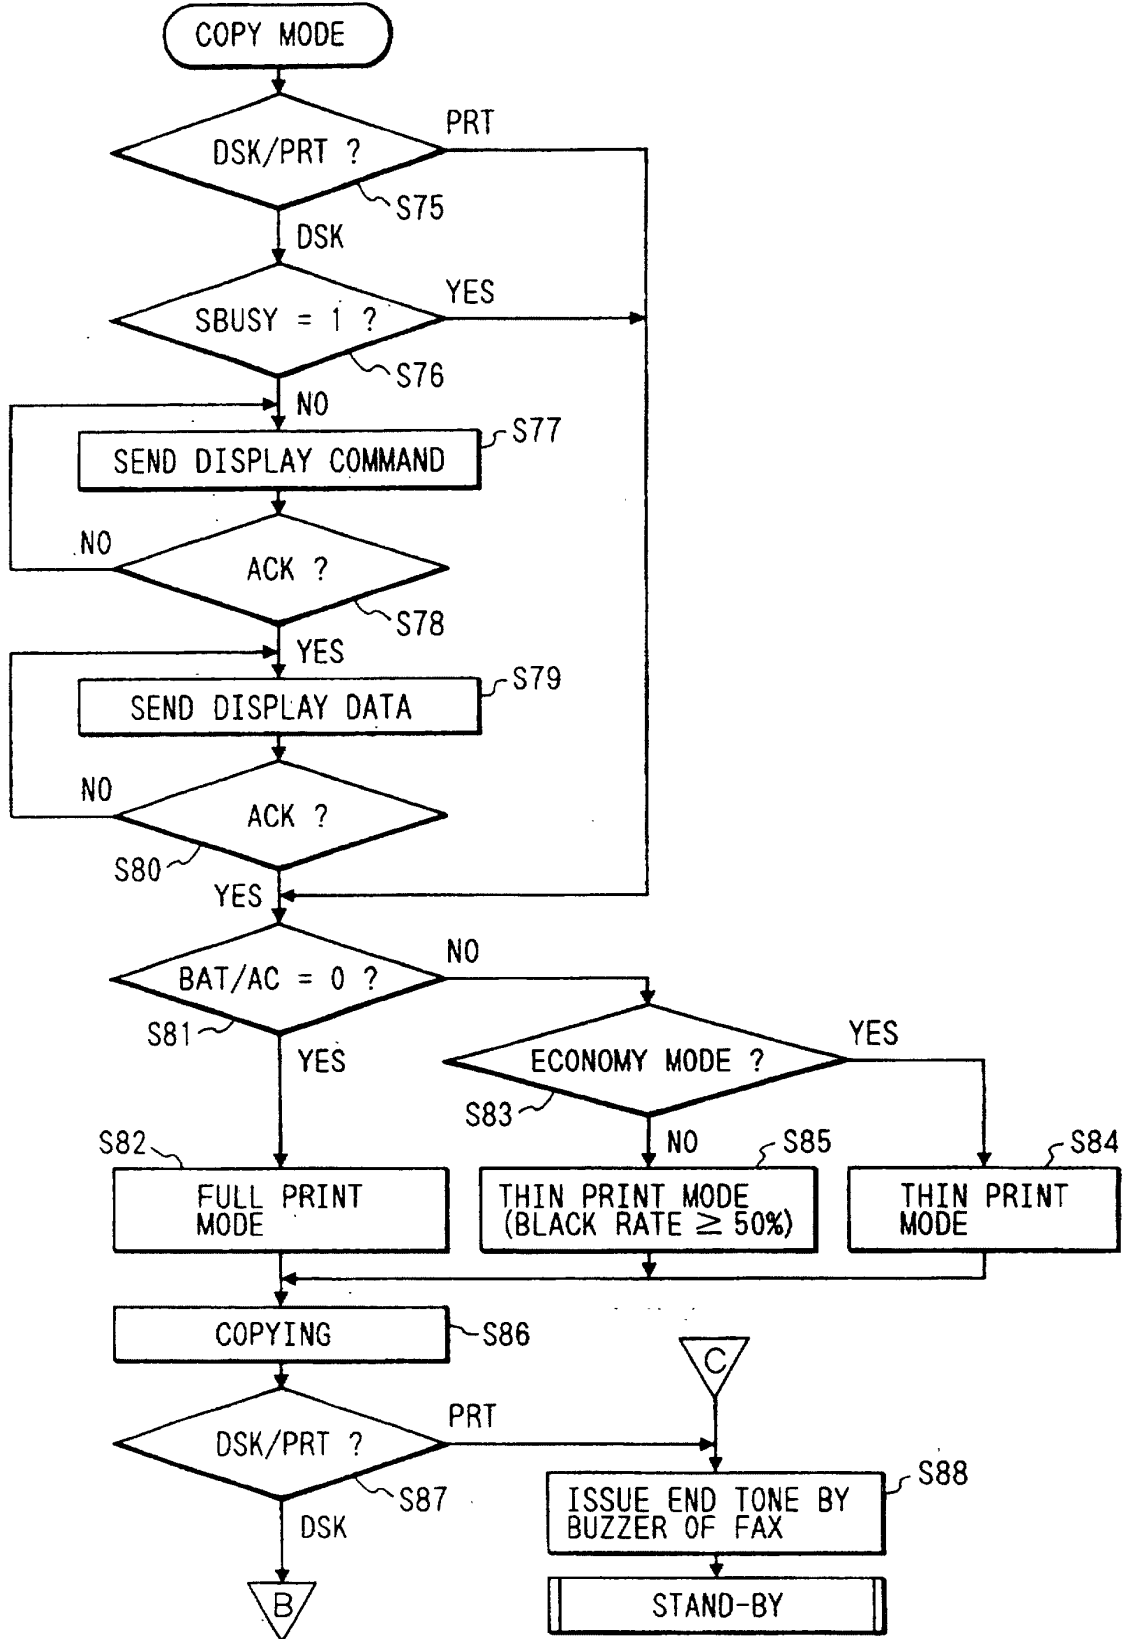 COPY MODE
DSK/PRT ?
PRT
S75
DSK
SBUSY = 1 ?
YES
S76
NO
SEND DISPLAY COMMAND
S77
ACK ?
NO
S78
YES
SEND DISPLAY DATA
S79
ACK ?
NO
S80
YES
BAT/AC = 0 ?
NO
S81
YES
ECONOMY MODE ?
YES
S83
NO
S82
FULL PRINT
MODE
S85
THIN PRINT MODE
(BLACK RATE ≥ 50%)
S84
THIN PRINT
MODE
COPYING
S86
C
DSK/PRT ?
PRT
S87
DSK
B
ISSUE END TONE BY
BUZZER OF FAX
S88
STAND-BY